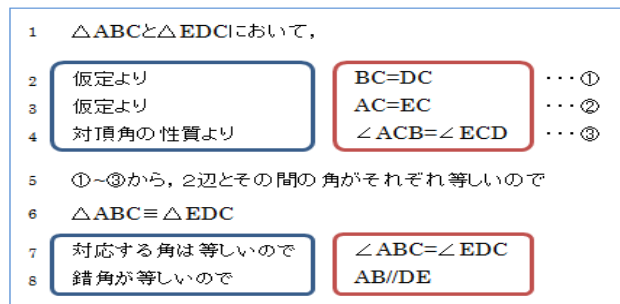 1 △ABCと△EDCにおいて，
2 仮定より BC=DC ･･･①
3 仮定より AC=EC ･･･②
4 対頂角の性質より ∠ACB=∠ECD ･･･③
5 ①~③から，2辺とその間の角がそれぞれ等しいので
6 △ABC≡△EDC
7 対応する角は等しいので ∠ABC=∠EDC
8 錯角が等しいので AB//DE